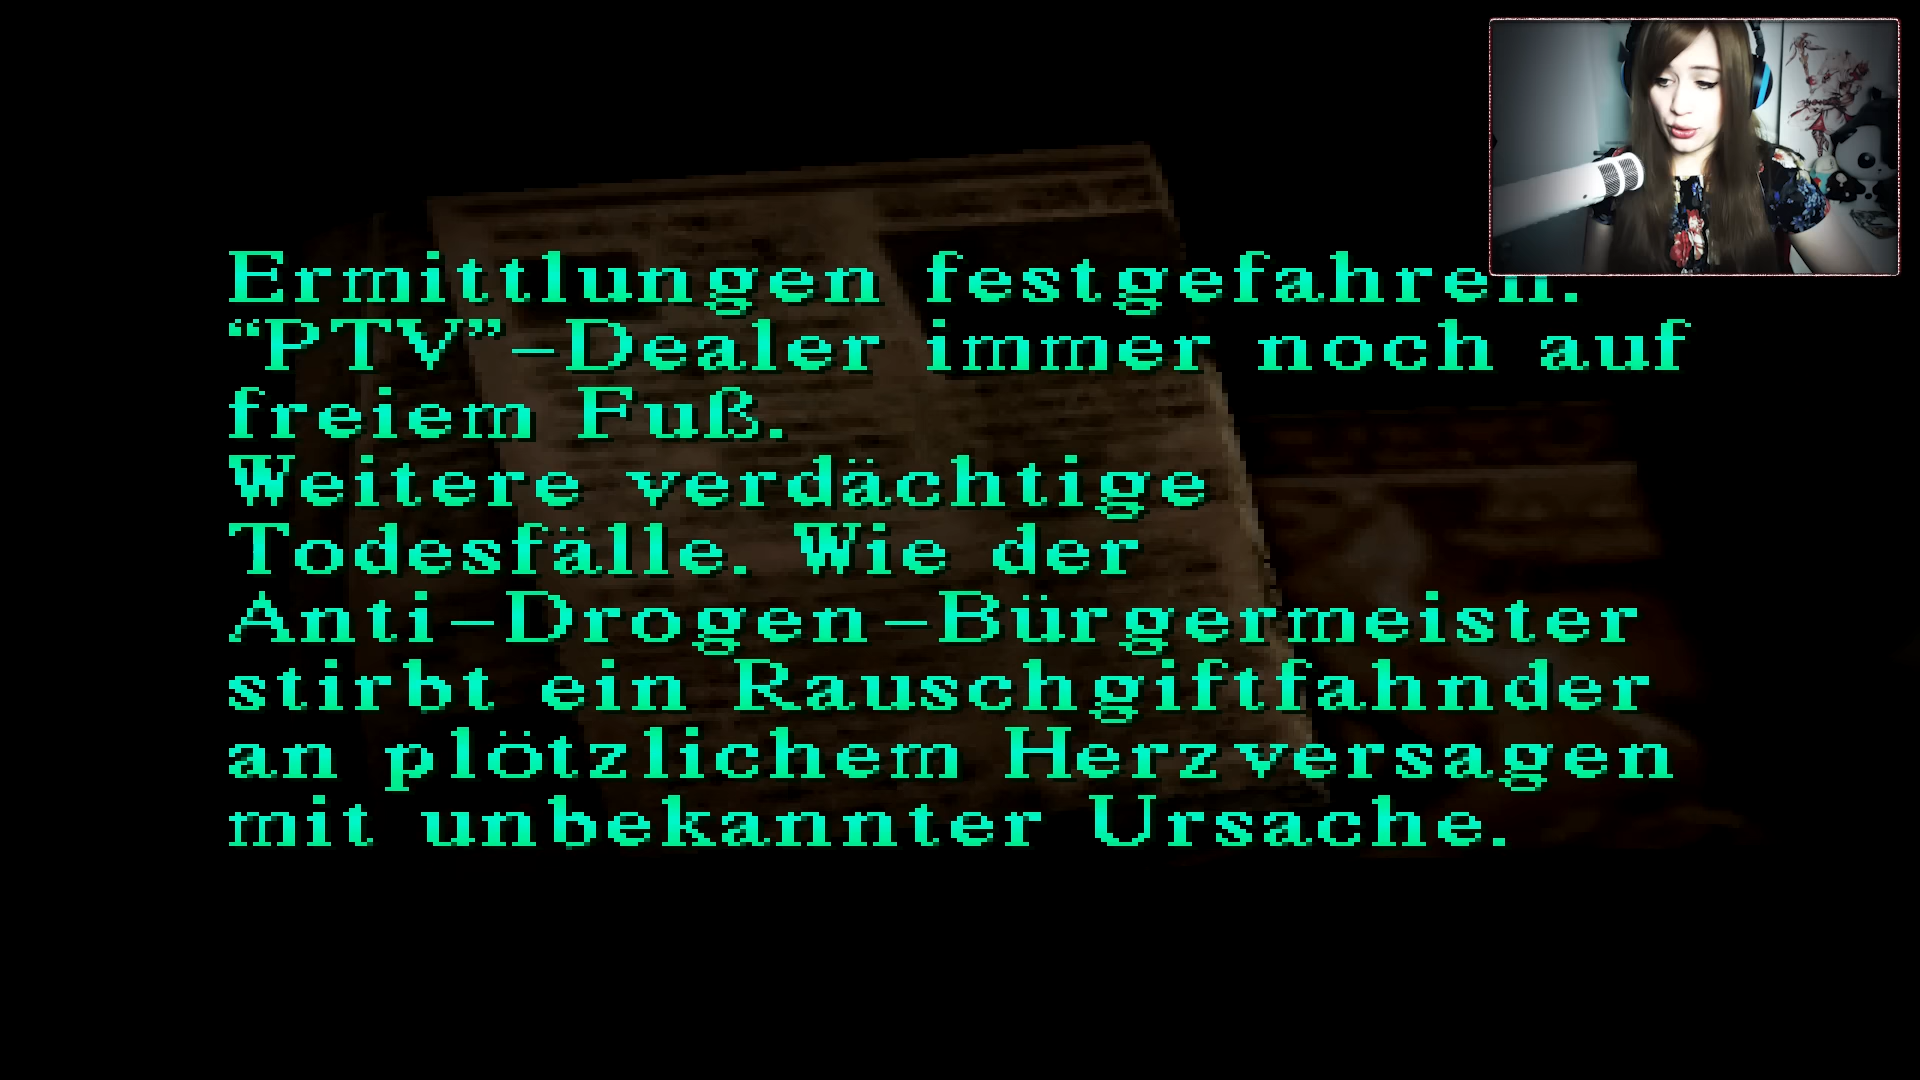 Ermittlungen festgefahren.
“PTV”-Dealer immer noch auf
freiem Fuß.
Weitere verdächtige
Todesfälle. Wie der
Anti-Drogen-Bürgermeister
stirbt ein Rauschgiftfahnder
an plötzlichem Herzversagen
mit unbekannter Ursache.